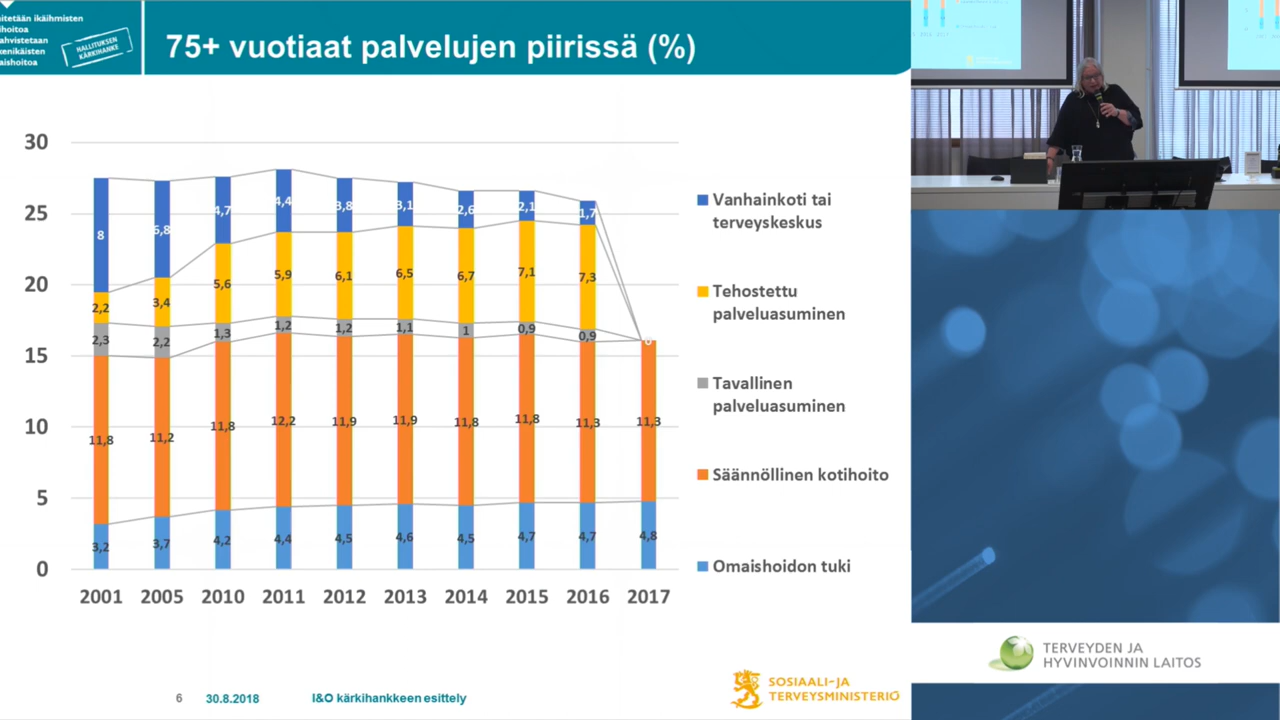 ikäihmisten
HALLITUKSEN
KÄRKIHANKE
75+ vuotiaat palvelujen piirissä (%)
30
25
20
15
10
5
0
8 6,8 4,7 4,4 3,8 3,1 2,6 2,1 1,7
2,2 3,4 5,6 5,9 6,1 6,5 6,7 7,1 7,3
2,3 2,2 1,3 1,2 1,2 1,1 1 0,9 0,9 0
11,8 11,2 11,8 12,2 11,9 11,9 11,8 11,8 11,3 11,3
3,2 3,7 4,2 4,4 4,5 4,6 4,5 4,7 4,7 4,8
2001 2005 2010 2011 2012 2013 2014 2015 2016 2017
Vanhainkoti tai
terveyskeskus
Tehostettu
palveluasuminen
Tavallinen
palveluasuminen
Säännöllinen kotihoito
Omaishoidon tuki
6 30.8.2018 I&O kärkihankkeen esittely
SOSIAALI- JA
TERVEYSMINISTERIÖ
TERVEYDEN JA
HYVINVOINNIN LAITOS